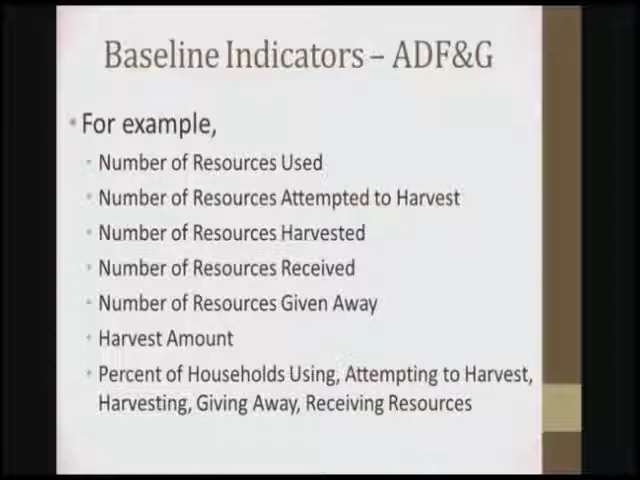 Baseline Indicators – ADF&G
• For example,
• Number of Resources Used
• Number of Resources Attempted to Harvest
• Number of Resources Harvested
• Number of Resources Received
• Number of Resources Given Away
• Harvest Amount
• Percent of Households Using, Attempting to Harvest,
Harvesting, Giving Away, Receiving Resources